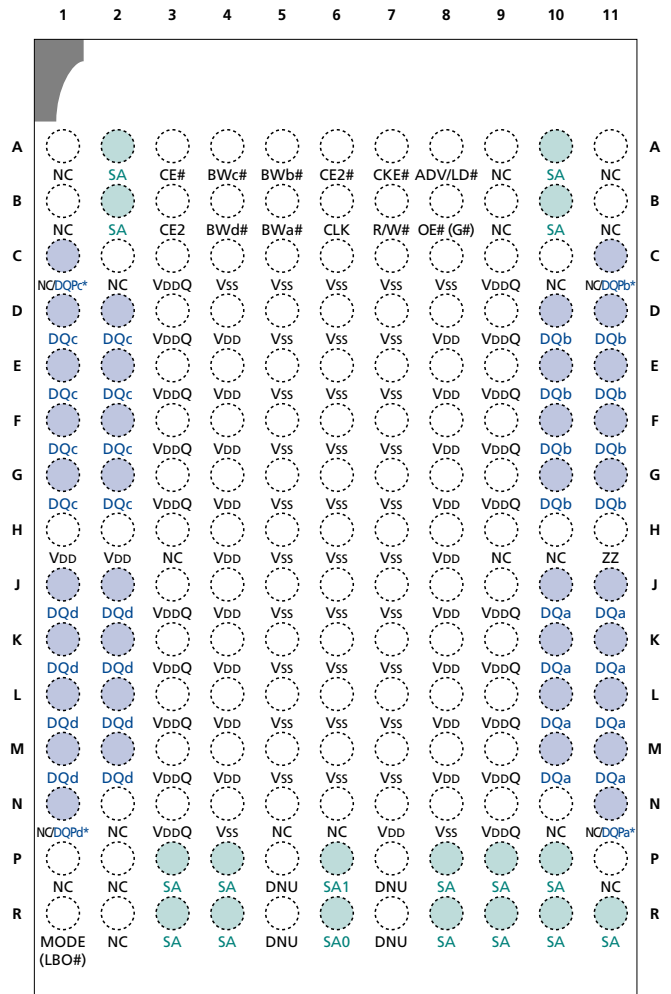 1 2 3 4 5 6 7 8 9 10 11
A A
NC SA CE# BWc# BWb# CE2# CKE# ADV/LD# NC SA NC
B B
NC SA CE2 BWd# BWa# CLK R/W# OE# (G#) NC SA NC
C C
NC/DQPc* NC VDDQ VSS VSS VSS VSS VSS VDDQ NC NC/DQPb*
D D
DQc DQc VDDQ VDD VSS VSS VSS VDD VDDQ DQb DQb
E E
DQc DQc VDDQ VDD VSS VSS VSS VDD VDDQ DQb DQb
F F
DQc DQc VDDQ VDD VSS VSS VSS VDD VDDQ DQb DQb
G G
DQc DQc VDDQ VDD VSS VSS VSS VDD VDDQ DQb DQb
H H
VDD VDD NC VDD VSS VSS VSS VDD NC NC ZZ
J J
DQd DQd VDDQ VDD VSS VSS VSS VDD VDDQ DQa DQa
K K
DQd DQd VDDQ VDD VSS VSS VSS VDD VDDQ DQa DQa
L L
DQd DQd VDDQ VDD VSS VSS VSS VDD VDDQ DQa DQa
M M
DQd DQd VDDQ VDD VSS VSS VSS VDD VDDQ DQa DQa
N N
NC/DQPd* NC VDDQ VSS NC NC VDD VSS VDDQ NC NC/DQPa*
P P
NC NC SA SA DNU SA1 DNU SA SA SA NC
R R
MODE NC SA SA DNU SA0 DNU SA SA SA SA
(LBO#)